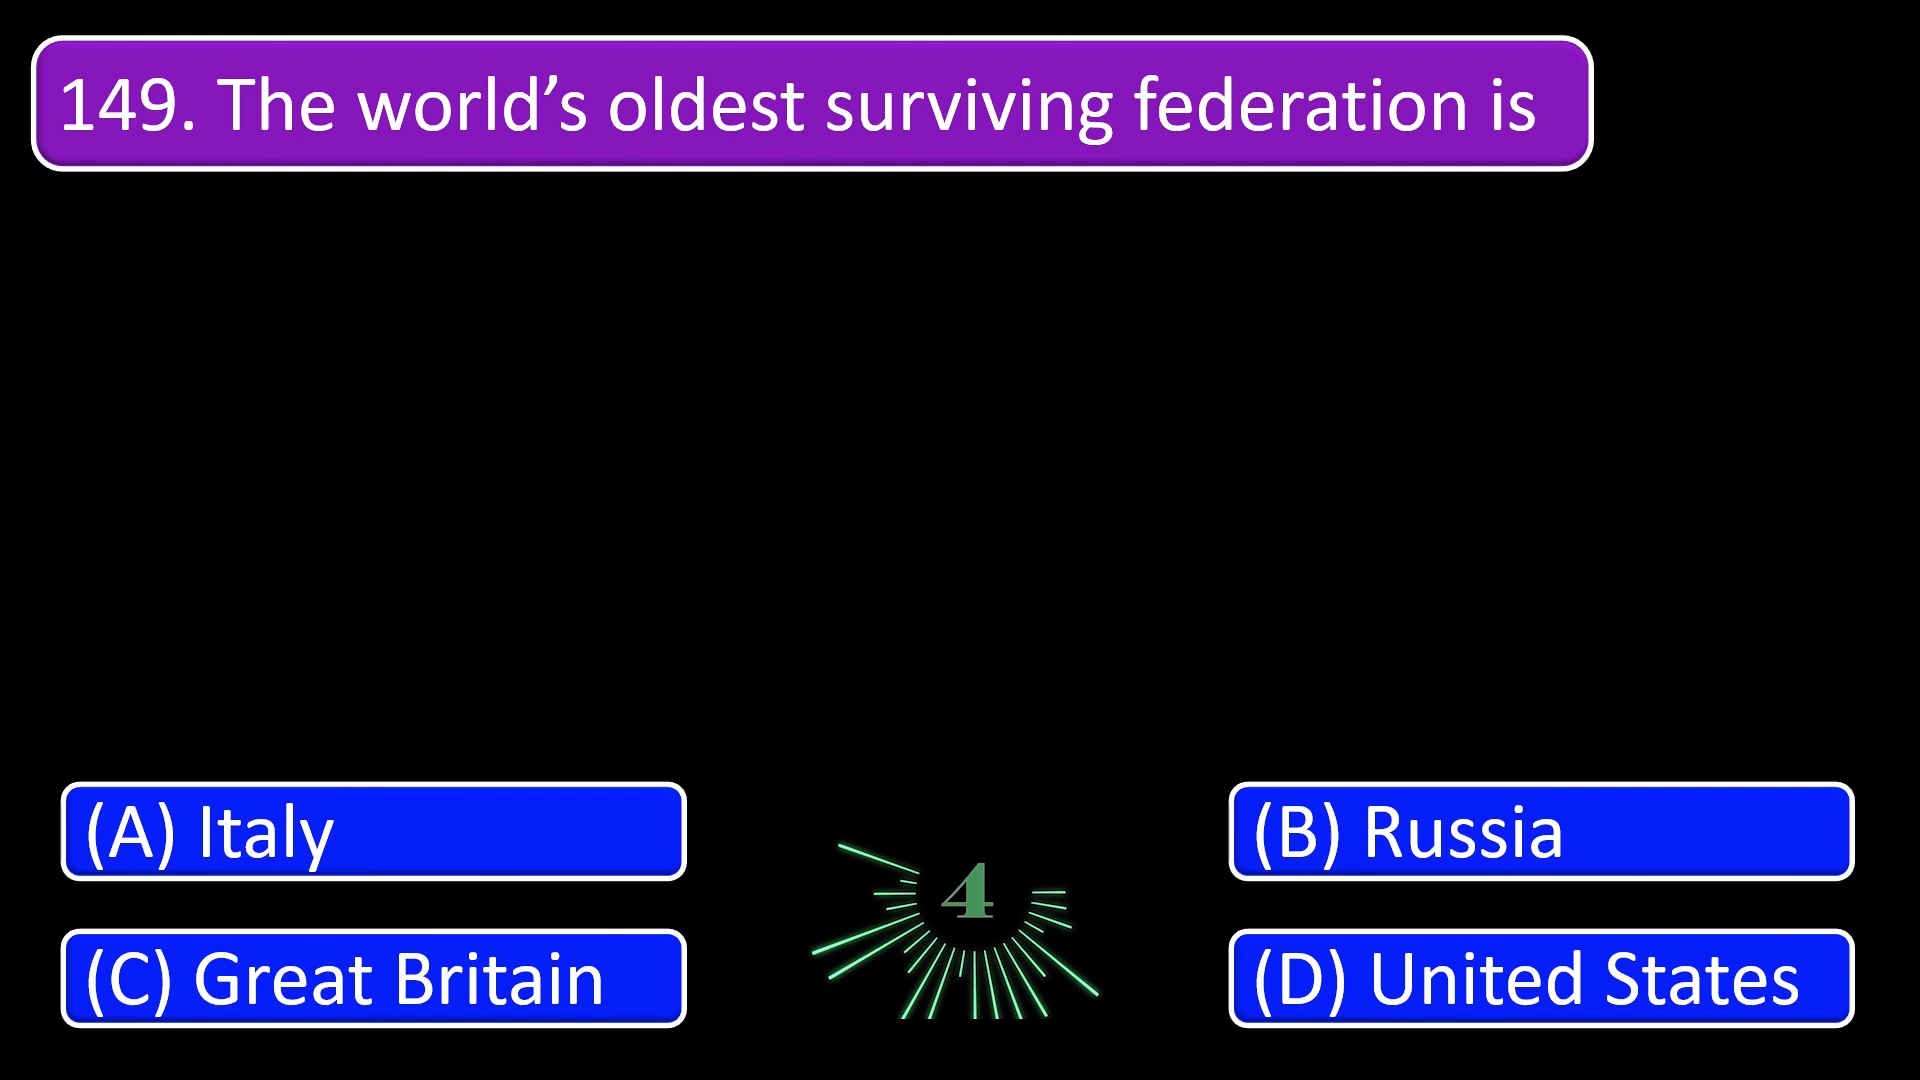 149. The world’s oldest surviving federation is
(A) Italy
(B) Russia
4
(C) Great Britain
(D) United States